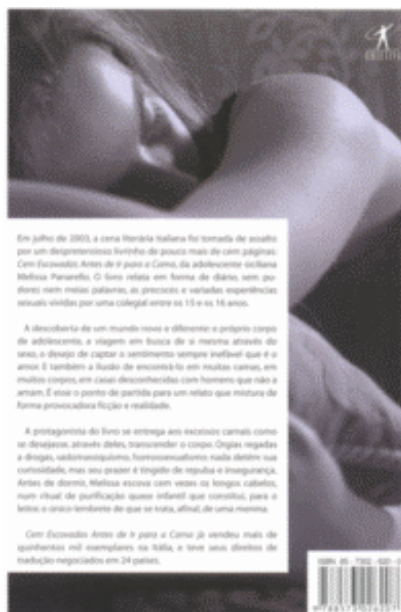 OBJETIVA
Em julho de 2003, a cena literária italiana foi tomada de assalto
por um despretensioso livrinho de pouco mais de cem páginas:
Cem Escovadas Antes de Ir para a Cama, da adolescente siciliana
Melissa Panarello. O livro relata em forma de diário, sem pu-
dores nem meias palavras, as precoces e variadas experiências
sexuais vividas por uma colegial entre os 15 e os 16 anos.
A descoberta de um mundo novo e diferente: o próprio corpo
de adolescente, a viagem em busca de si mesma através do
sexo, o desejo de captar o sentimento sempre inefável que é o
amor. E também a ilusão de encontrá-lo em muitas camas, em
muitos corpos, em casas desconhecidas com homens que não a
amam. É esse o ponto de partida para um relato que mistura de
forma provocadora ficção e realidade.
A protagonista do livro se entrega aos excessos carnais como
se desejasse, através deles, transcender o corpo. Orgias regadas
a drogas, sadomasoquismo, homossexualismo: nada detém sua
curiosidade, mas seu prazer é tingido de repulsa e insegurança.
Antes de dormir, Melissa escova cem vezes os longos cabelos,
num ritual de purificação quase infantil que constitui, para o
leitor, o único lembrete de que se trata, afinal, de uma menina.
Cem Escovadas Antes de Ir para a Cama já vendeu mais de
quinhentos mil exemplares na Itália, e teve seus direitos de
tradução negociados em 24 países.
ISBN 85-7302-620-